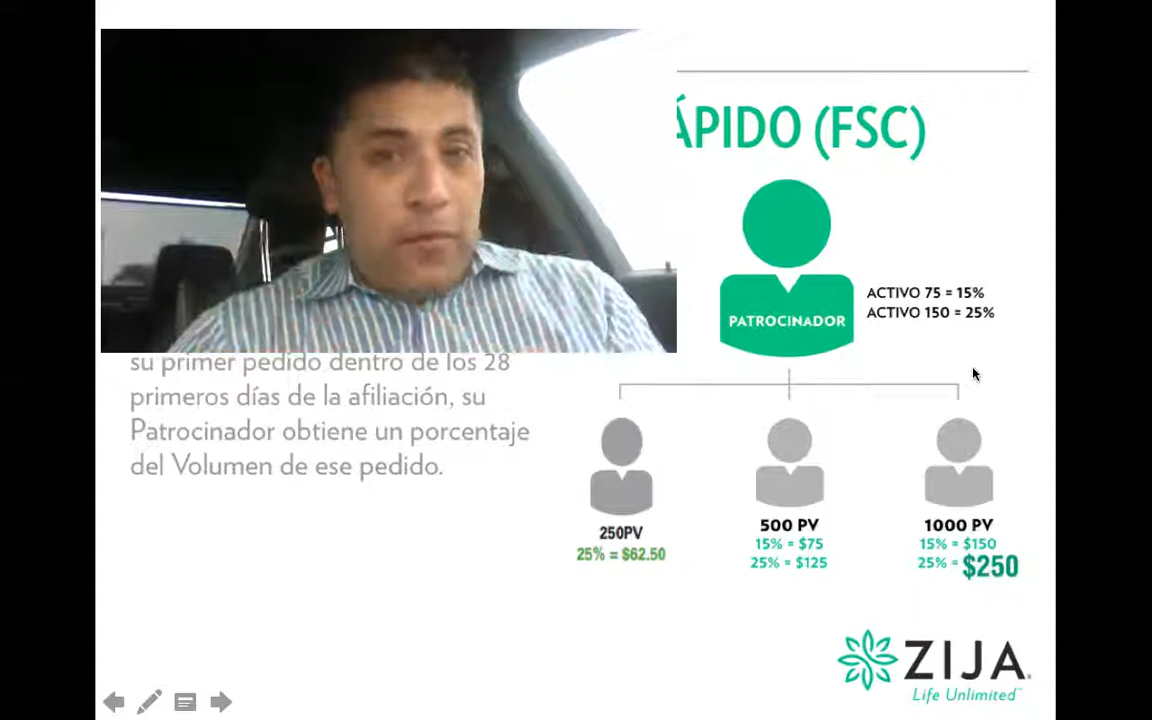 ÁPIDO (FSC)
ACTIVO 75 = 15%
ACTIVO 150 = 25%
PATROCINADOR
su primer pedido dentro de los 28
primeros días de la afiliación, su
Patrocinador obtiene un porcentaje
del Volumen de ese pedido.
250PV
25% = $62.50
500 PV
15% = $75
25% = $125
1000 PV
15% = $150
25% = $250
ZIJA
Life Unlimited™